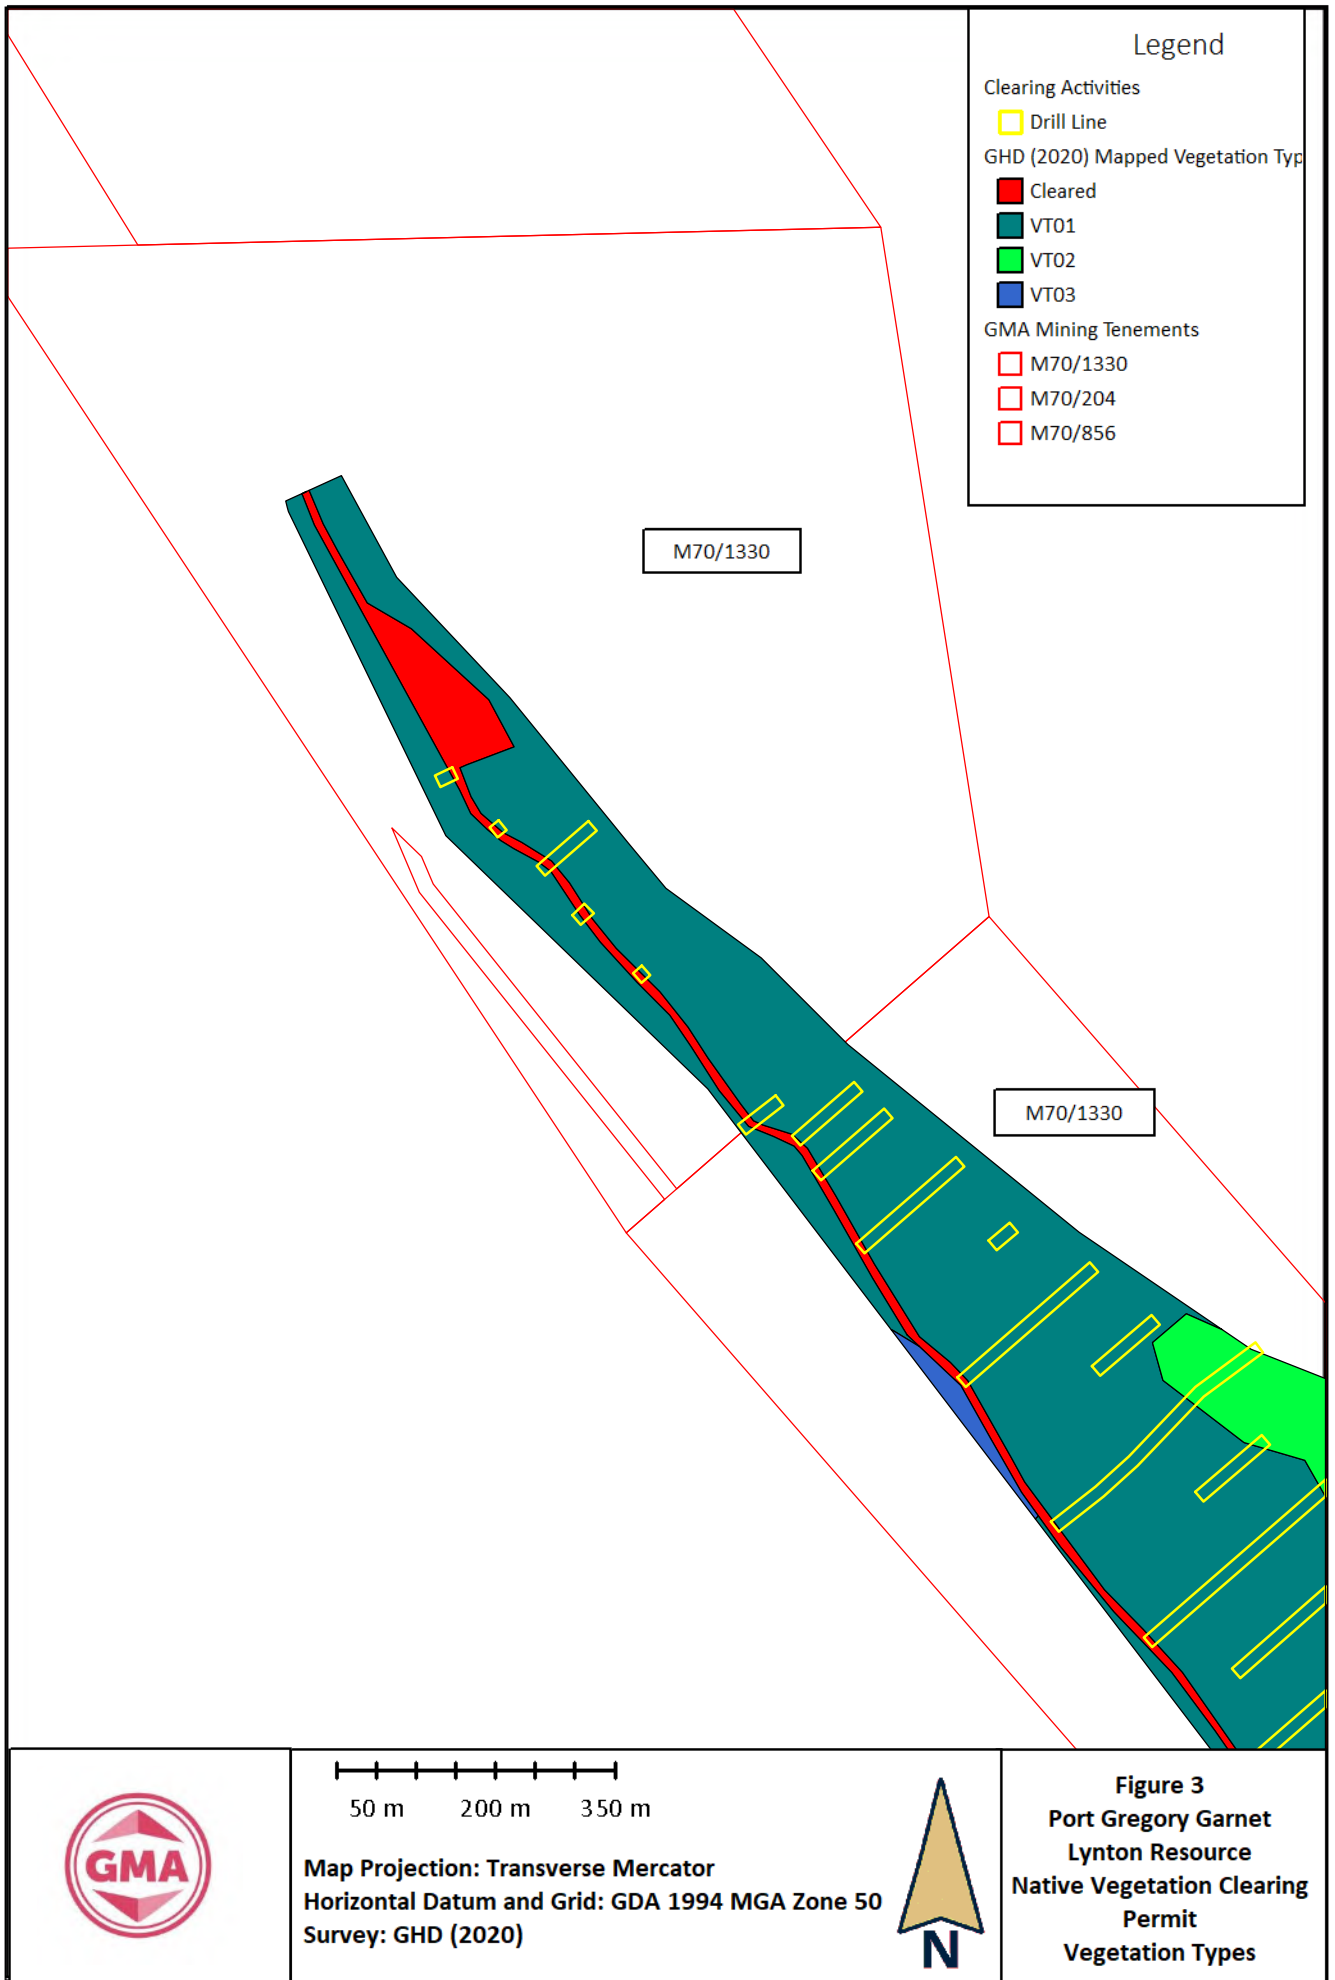 Legend
Clearing Activities
Drill Line
GHD (2020) Mapped Vegetation Typ
Cleared
VT01
VT02
VT03
GMA Mining Tenements
M70/1330
M70/204
M70/856
M70/1330
M70/1330
GMA
50 m 200 m 350 m
Map Projection: Transverse Mercator
Horizontal Datum and Grid: GDA 1994 MGA Zone 50
Survey: GHD (2020)
N
Figure 3
Port Gregory Garnet
Lynton Resource
Native Vegetation Clearing
Permit
Vegetation Types